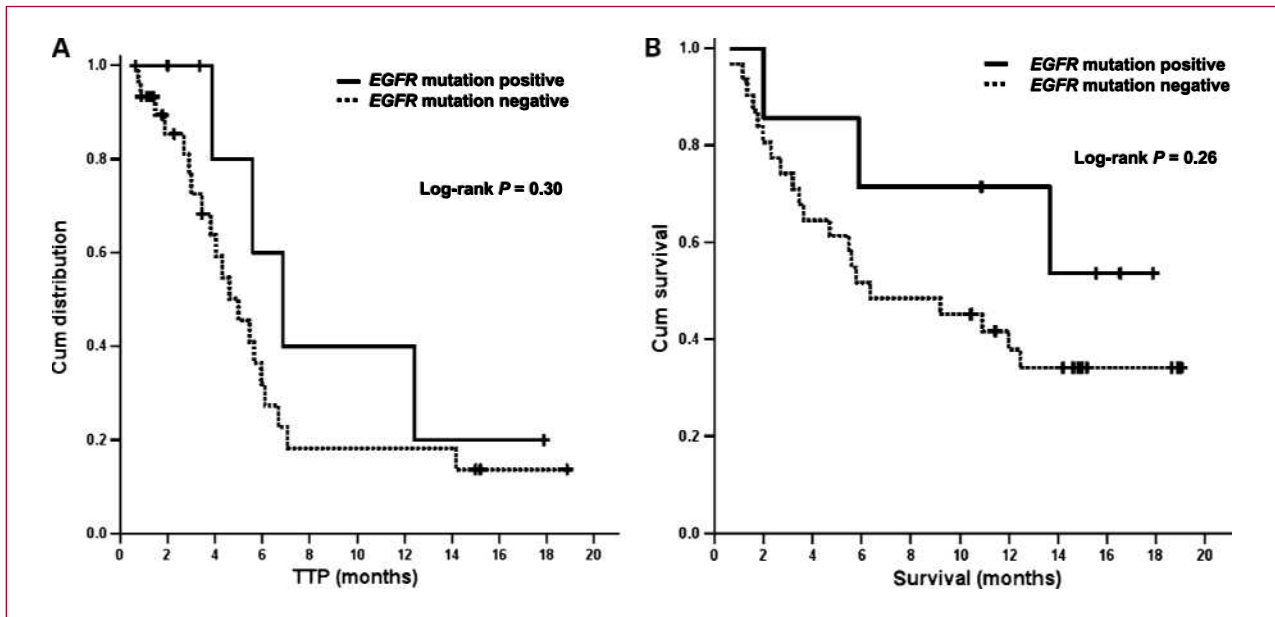 A
EGFR mutation positive
EGFR mutation negative
Log-rank P = 0.30
Cum distribution
1.0
0.8
0.6
0.4
0.2
0.0
0 2 4 6 8 10 12 14 16 18 20
TTP (months)
B
EGFR mutation positive
EGFR mutation negative
Log-rank P = 0.26
Cum survival
1.0
0.8
0.6
0.4
0.2
0.0
0 2 4 6 8 10 12 14 16 18 20
Survival (months)